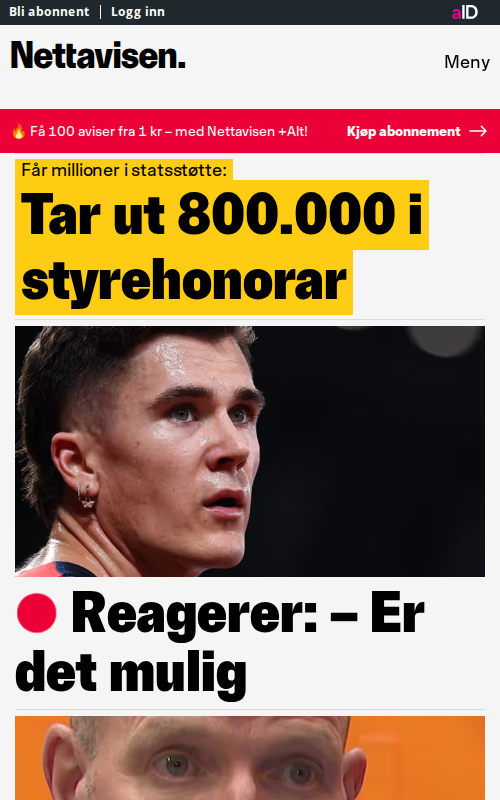 Bli abonnent | Logg inn
aID
Nettavisen.
Meny
🔥 Få 100 aviser fra 1 kr – med Nettavisen +Alt!
Kjøp abonnement →
Får millioner i statsstøtte:
Tar ut 800.000 i
styrehonorar
Reagerer: – Er
det mulig